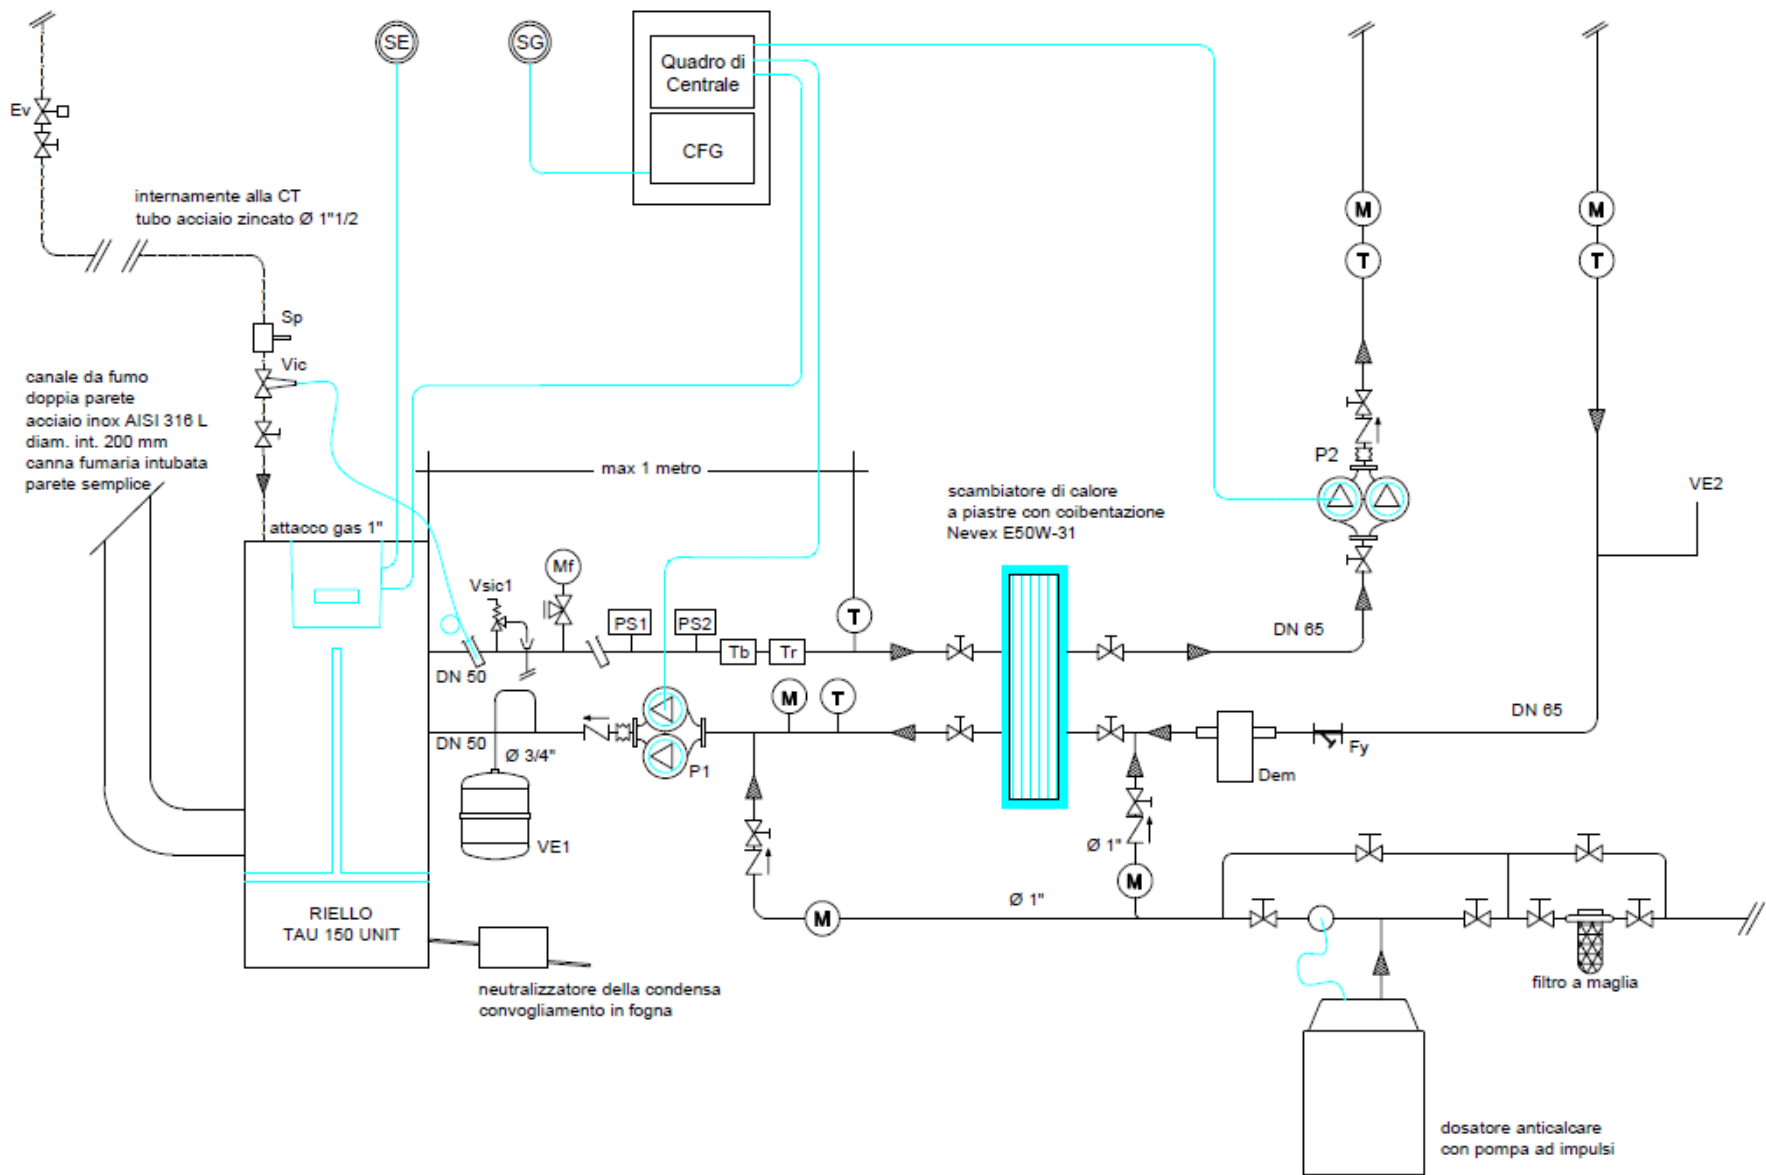 SE
SG
Quadro di
Centrale
CFG
Ev
internamente alla CT
tubo acciaio zincato Ø 1"1/2
M
M
T
T
Sp
Vic
canale da fumo
doppia parete
acciaio inox AISI 316 L
diam. int. 200 mm
canna fumaria intubata
parete semplice
max 1 metro
P2
scambiatore di calore
a piastre con coibentazione
Nevex E50W-31
VE2
attacco gas 1"
Vsic1
Mf
PS1
PS2
T
Tb
Tr
DN 65
DN 50
M
T
DN 65
DN 50
Ø 3/4"
P1
Fy
Dem
VE1
Ø 1"
M
Ø 1"
M
RIELLO
TAU 150 UNIT
filtro a maglia
neutralizzatore della condensa
convogliamento in fogna
dosatore anticalcare
con pompa ad impulsi